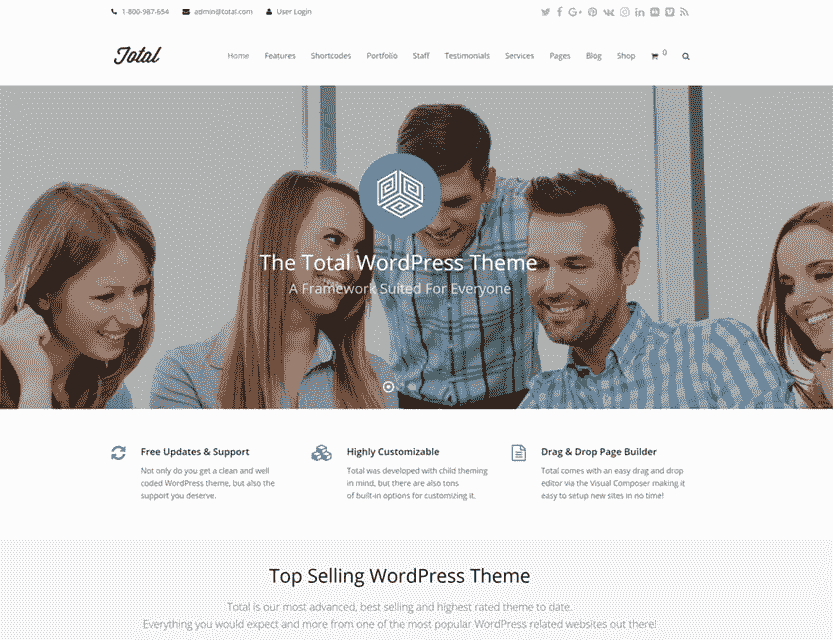 1-800-987-654 admin@total.com User Login
Total
Home Features Shortcodes Portfolio Staff Testimonials Services Pages Blog Shop 0
The Total WordPress Theme
A Framework Suited For Everyone
Free Updates & Support
Not only do you get a clean and well
coded WordPress theme, but also the
support you deserve.
Highly Customizable
Total was developed with child theming
in mind, but there are also tons
of built-in options for customizing it.
Drag & Drop Page Builder
Total comes with an easy drag and drop
editor via the Visual Composer making it
easy to setup new sites in no time!
Top Selling WordPress Theme
Total is our most advanced, best selling and highest rated theme to date.
Everything you would expect and more from one of the most popular WordPress related websites out there!